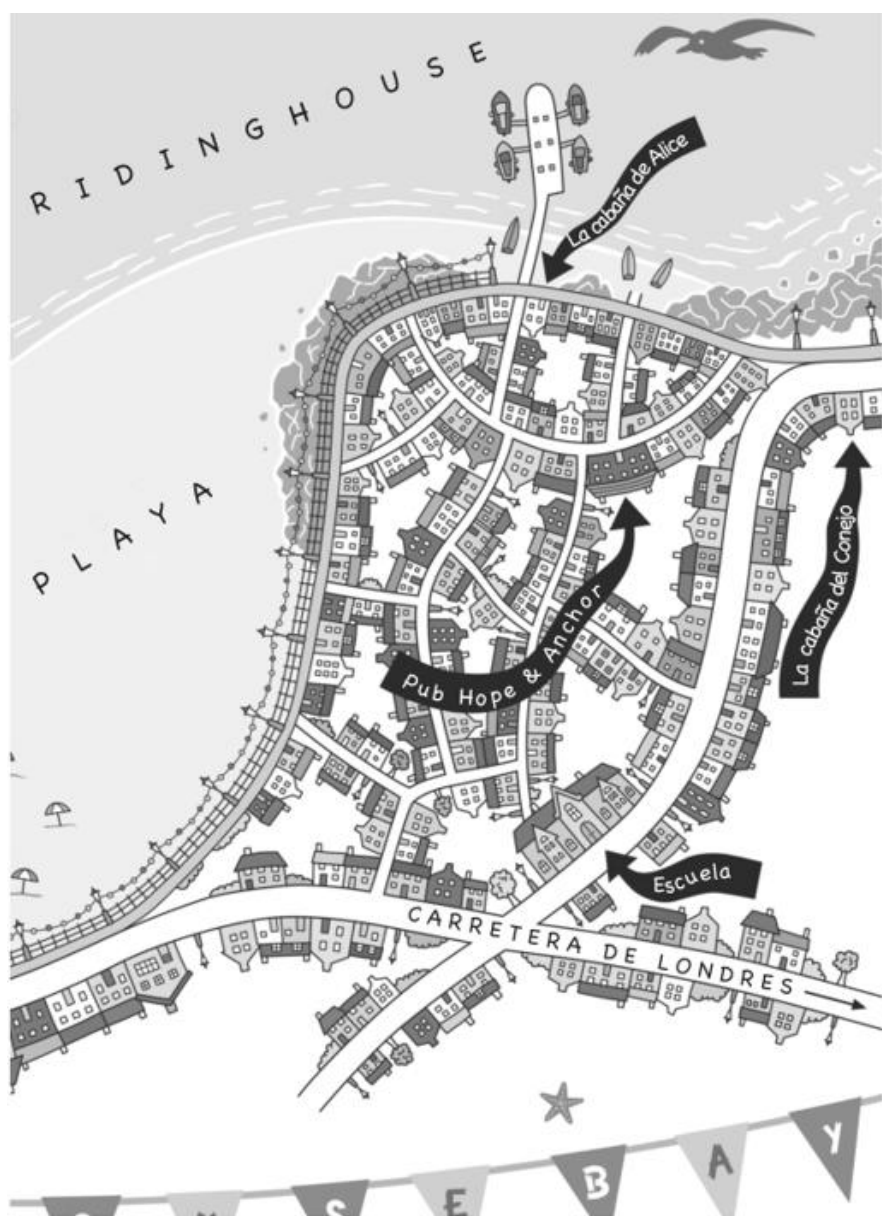 RIDINGHOUSE
La cabaña de Alice
PLAYA
La cabaña del Conejo
Pub Hope & Anchor
Escuela
CARRETERA DE LONDRES
S E B A Y